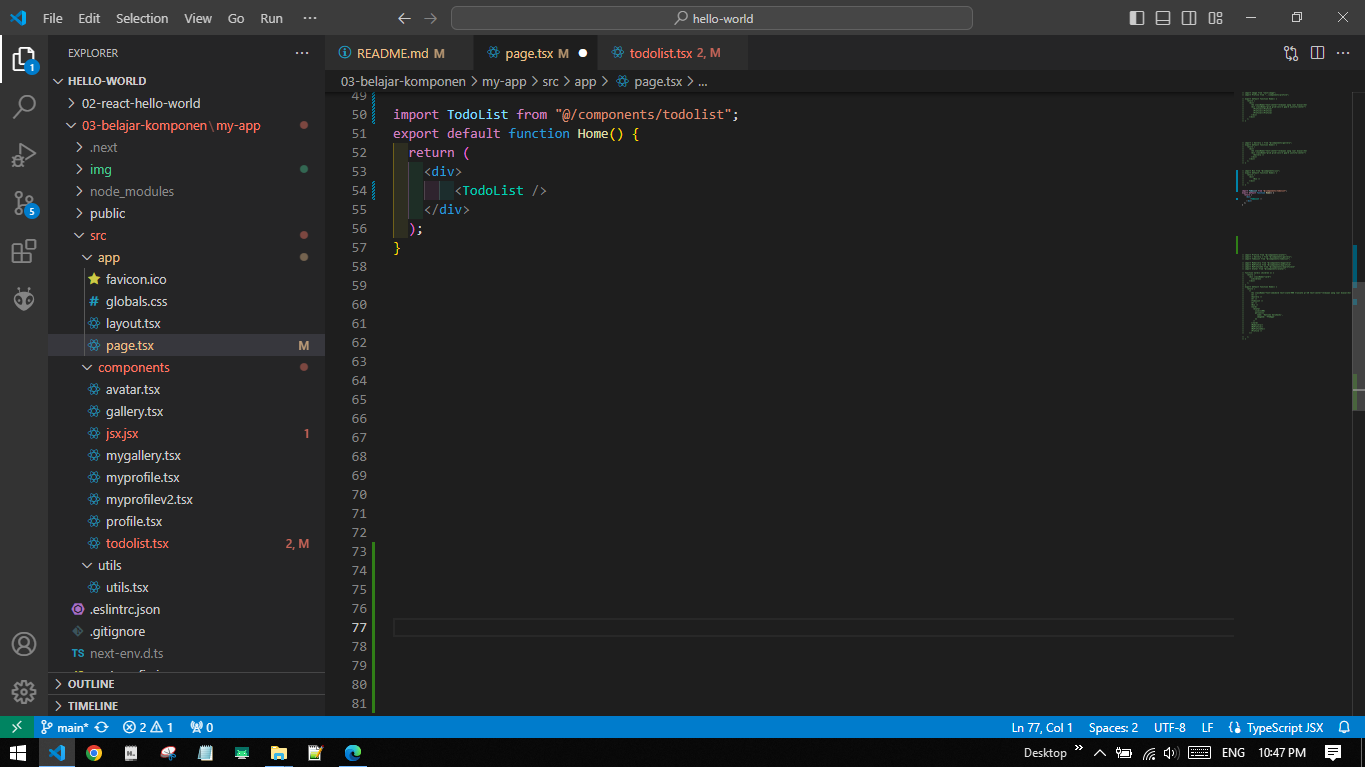 File Edit Selection View Go Run ···
hello-world
EXPLORER
README.md M
page.tsx M
todolist.tsx 2, M
03-belajar-komponen > my-app > src > app > page.tsx > ...
HELLO-WORLD
02-react-hello-world
03-belajar-komponen\my-app
.next
img
node_modules
public
src
app
favicon.ico
globals.css
layout.tsx
page.tsx M
components
avatar.tsx
gallery.tsx
jsx.jsx 1
mygallery.tsx
myprofile.tsx
myprofilev2.tsx
profile.tsx
todolist.tsx 2, M
utils
utils.tsx
.eslintrc.json
.gitignore
TS next-env.d.ts
OUTLINE
TIMELINE
49
50 import TodoList from "@/components/todolist";
51 export default function Home() {
52 return (
53 <div>
54 <TodoList />
55 </div>
56 );
57 }
58
59
60
61
62
63
64
65
66
67
68
69
70
71
72
73
74
75
76
77
78
79
80
81
1
5
main* 2 1 0
Ln 77, Col 1 Spaces: 2 UTF-8 LF TypeScript JSX
Desktop ENG 10:47 PM